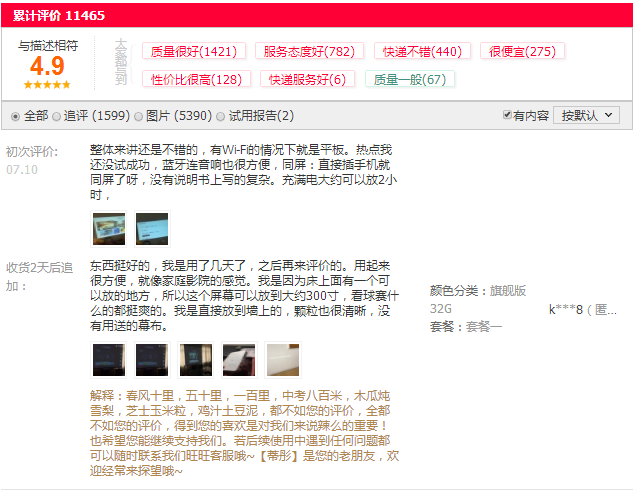 累计评价 11465
与描述相符
4.9
大家都写到
质量很好(1421)
服务态度好(782)
快递不错(440)
很便宜(275)
性价比很高(128)
快递服务好(6)
质量一般(67)
全部 追评 (1599) 图片 (5390) 试用报告(2)
有内容 按默认
初次评价:
07.10
整体来讲还是不错的，有Wi-Fi的情况下就是平板。热点我
还没试成功，蓝牙连音响也很方便，同屏：直接插手机就
同屏了呀，没有说明书上写的复杂。充满电大约可以放2小
时，
收货2天后追
加：
东西挺好的，我是用了几天了，之后再来评价的。用起来
很方便，就像家庭影院的感觉。我是因为床上面有一个可
以放的地方，所以这个屏幕可以放到大约300寸，看球赛什
么的都挺爽的。我是直接放到墙上的，颗粒也很清晰，没
有用送的幕布。
解释：春风十里，五十里，一百里，中考八百米，木瓜炖
雪梨，芝士玉米粒，鸡汁土豆泥，都不如您的评价，全都
不如您的评价，得到您的喜欢是对我们来说辣么的重要！
也希望您能继续支持我们。若后续使用中遇到任何问题都
可以随时联系我们旺旺客服哦~【蒂彤】是您的老朋友，欢
迎经常来探望哦~
颜色分类：旗舰版
32G
套餐：套餐一
k***8（匿...